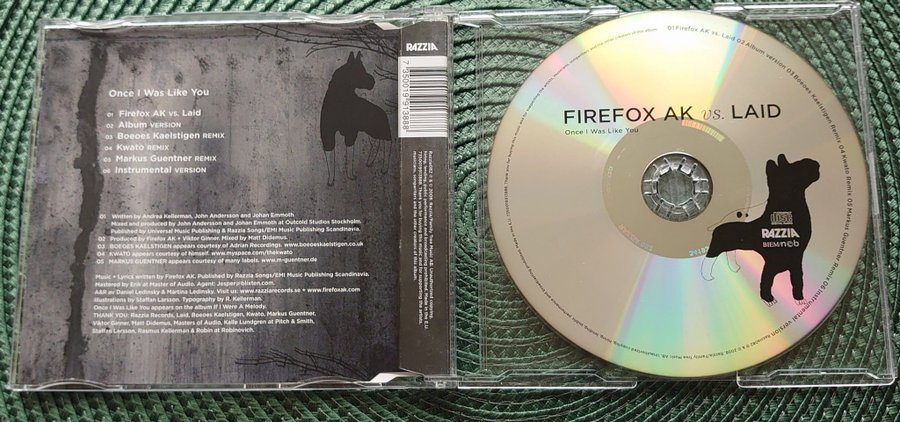 Once I Was Like You
01 Firefox AK vs. Laid
02 Album VERSION
03 Boeoes Kaelstigen REMIX
04 Kwato REMIX
05 Markus Guentner REMIX
06 Instrumental VERSION
01 Written by Andrea Kellerman, John Andersson and Johan Emmoth
Mixed and produced by John Andersson and Johan Emmoth at Outcold Studios Stockholm.
Published by Universal Music Publishing & Razzia Songs/EMI Music Publishing Scandinavia.
02 Produced by Firefox AK + Viktor Ginner. Mixed by Matt Didemus.
03 BOEOES KAELSTIGEN appears courtesy of Adrian Recordings. www.boeoeskaelstigen.co.uk
04 KWATO appears courtesy of himself. www.myspace.com/thekwato
05 MARKUS GUENTNER appears courtesy of many labels. www.m-guentner.de
Music + Lyrics written by Firefox AK. Published by Razzia Songs/EMI Music Publishing Scandinavia.
Mastered by Erik at Master of Audio. Agent: Jesper@listen.com.
A&R by Daniel Ledinsky & Martina Ledinsky. Visit us: www.razziarecords.se + www.firefoxak.com
Illustrations by Staffan Larsson. Typography by R. Kellerman.
Once I Was Like You appears on the album If I Were A Melody.
THANK YOU: Razzia Records, Laid, Boeoes Kaelstigen, Kwato, Markus Guentner,
Viktor Ginner, Matt Didemus, Masters of Audio, Kalle Lundgren at Pitch & Smith,
Staffan Larsson, Rasmus Kellerman & Robin at Robinovich.
RAZZIA
7 350019 913868
FIREFOX AK vs. LAID
Once I Was Like You
RAZZIA
BIEM/n©b
01 Firefox AK vs. Laid 02 Album version 03 Boeoes Kaelstigen Remix 04 Kwato Remix 05 Markus Guentner Remix 06 Instrumental version